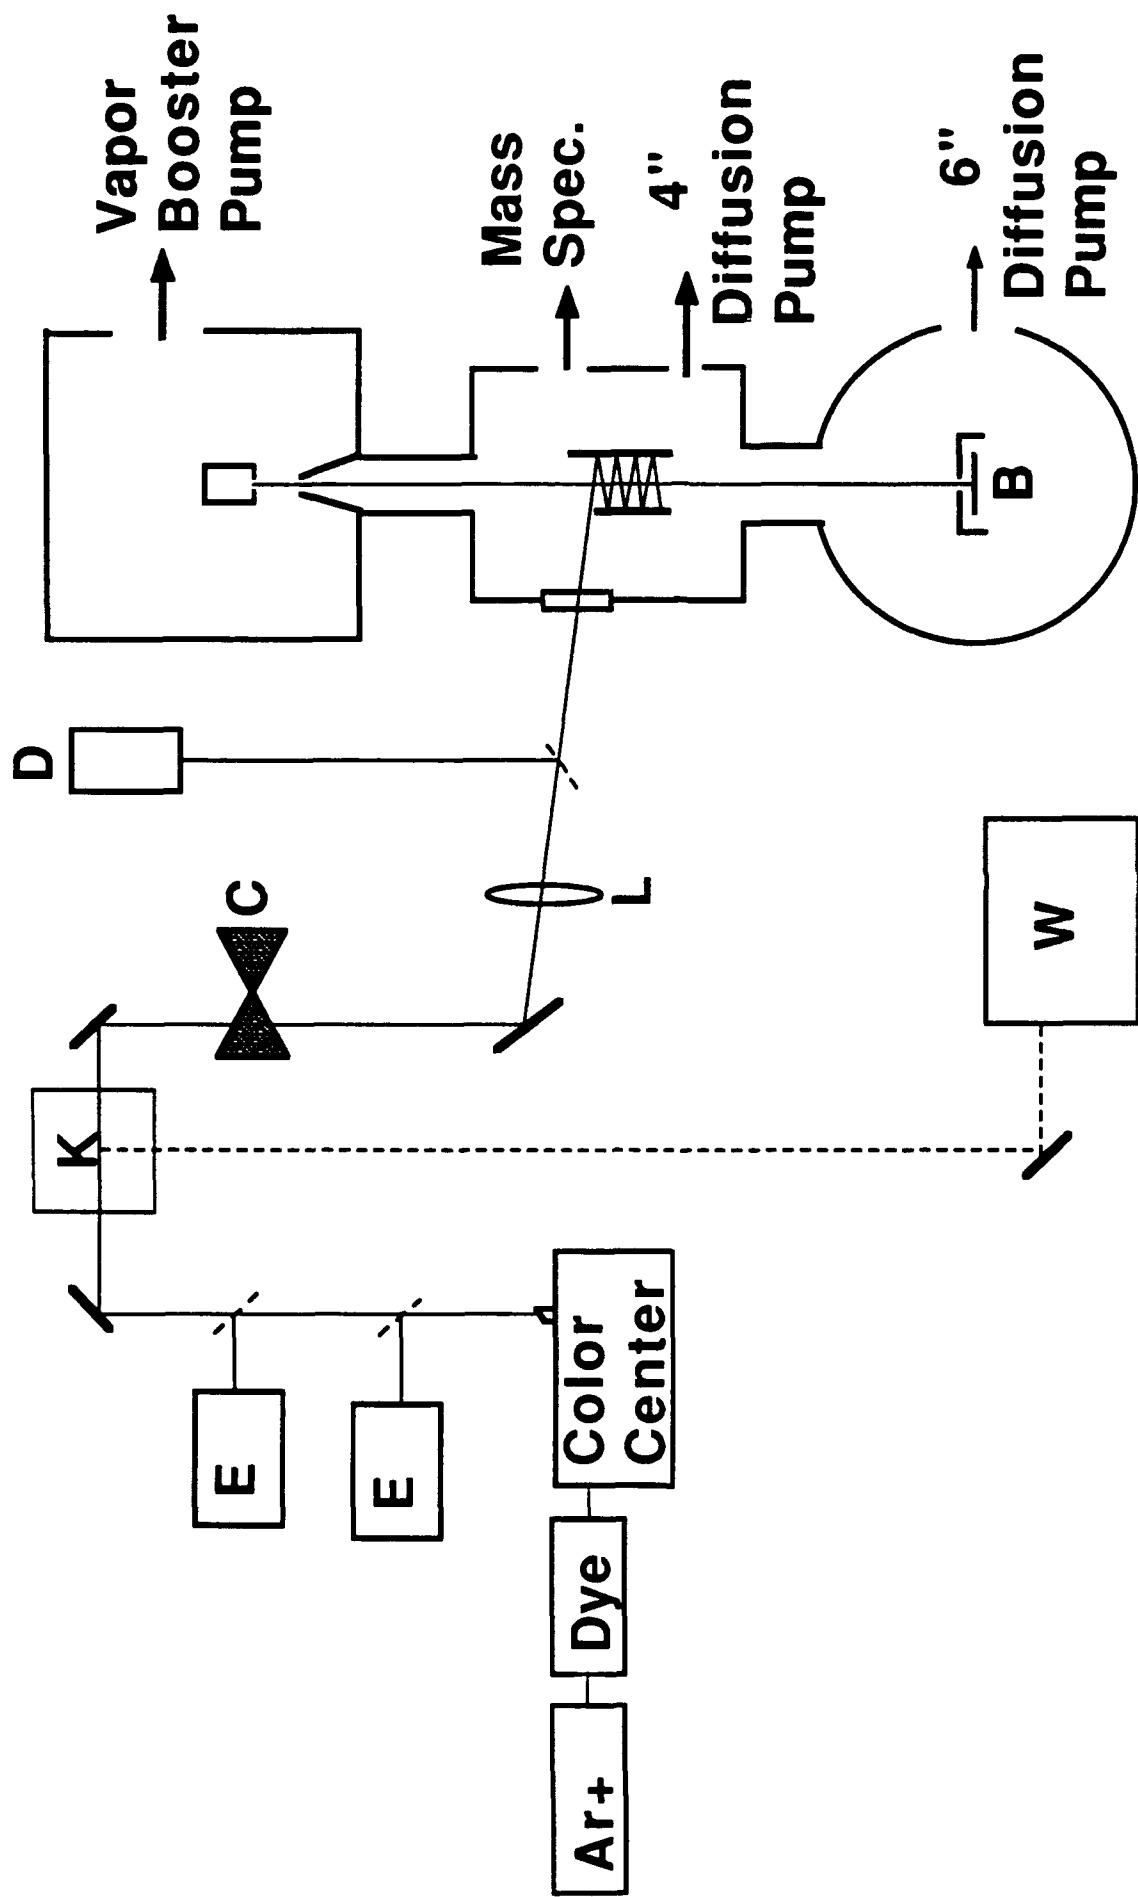 Vapor
Booster
Pump
Mass
Spec.
4"
Diffusion
Pump
6"
Diffusion
Pump
B
D
C
L
W
K
E
E
Color
Center
Dye
Ar+